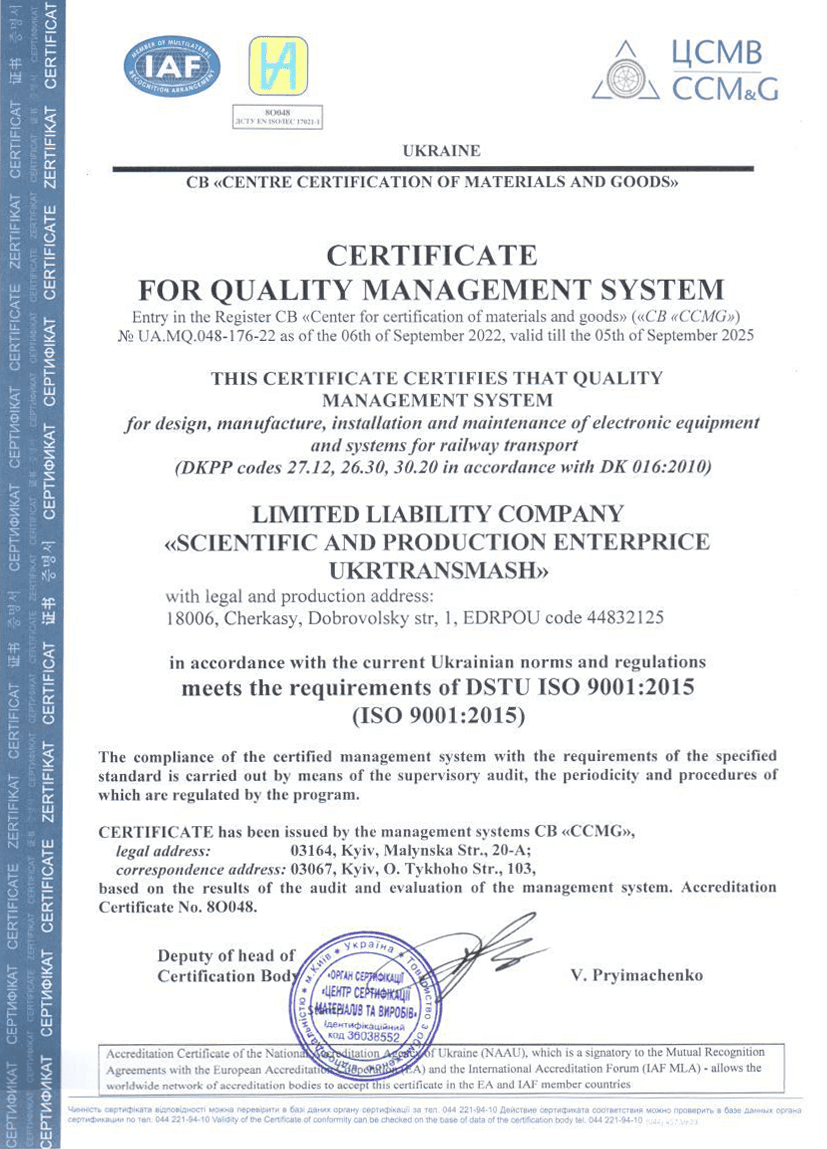 MEMBER OF MULTILATERAL
IAF
RECOGNITION ARRANGEMENT
8O048
ДСТУ EN ISO/IEC 17021-1
ЦСМВ
CCM&G
UKRAINE
CB «CENTRE CERTIFICATION OF MATERIALS AND GOODS»
CERTIFICATE
FOR QUALITY MANAGEMENT SYSTEM
Entry in the Register CB «Center for certification of materials and goods» («CB «CCMG»)
№ UA.MQ.048-176-22 as of the 06th of September 2022, valid till the 05th of September 2025
THIS CERTIFICATE CERTIFIES THAT QUALITY
MANAGEMENT SYSTEM
for design, manufacture, installation and maintenance of electronic equipment
and systems for railway transport
(DKPP codes 27.12, 26.30, 30.20 in accordance with DK 016:2010)
LIMITED LIABILITY COMPANY
«SCIENTIFIC AND PRODUCTION ENTERPRICE
UKRTRANSMASH»
with legal and production address:
18006, Cherkasy, Dobrovolsky str, 1, EDRPOU code 44832125
in accordance with the current Ukrainian norms and regulations
meets the requirements of DSTU ISO 9001:2015
(ISO 9001:2015)
The compliance of the certified management system with the requirements of the specified
standard is carried out by means of the supervisory audit, the periodicity and procedures of
which are regulated by the program.
CERTIFICATE has been issued by the management systems CB «CCMG»,
legal address: 03164, Kyiv, Malynska Str., 20-A;
correspondence address: 03067, Kyiv, O. Tykhoho Str., 103,
based on the results of the audit and evaluation of the management system. Accreditation
Certificate No. 8O048.
Deputy of head of
Certification Body
V. Pryimachenko
м.Київ * Україна * Товариство з обмеженою відповідальністю
«ОРГАН СЕРТИФІКАЦІЇ
«ЦЕНТР СЕРТИФІКАЦІЇ
МАТЕРІАЛІВ ТА ВИРОБІВ»
Ідентифікаційний
код 36038552
Accreditation Certificate of the National Accreditation Agency of Ukraine (NAAU), which is a signatory to the Mutual Recognition
Agreements with the European Accreditation (EA) and the International Accreditation Forum (IAF MLA) - allows the
worldwide network of accreditation bodies to accept this certificate in the EA and IAF member countries
Чинність сертифіката відповідності можна перевірити в базі даних органу сертифікації за тел. 044 221-94-10 Действие сертификата соответствия можно проверить в базе данных органа
сертификации по тел. 044 221-94-10 Validity of the Certificate of conformity can be checked on the base of data of the certification body tel. 044 221-94-10
СЕРТИФИКАТ CERTIFICAT ZERTIFIKAT CERTIFICATE СЕРТИФІКАТ 证书 증명서